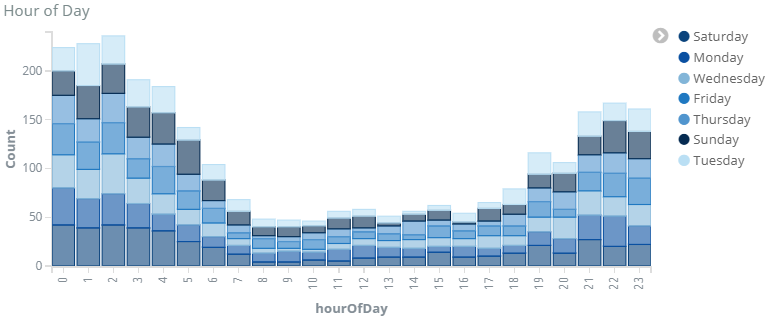 Hour of Day
Count
200
150
100
50
0
0 1 2 3 4 5 6 7 8 9 10 11 12 13 14 15 16 17 18 19 20 21 22 23
hourOfDay
Saturday
Monday
Wednesday
Friday
Thursday
Sunday
Tuesday